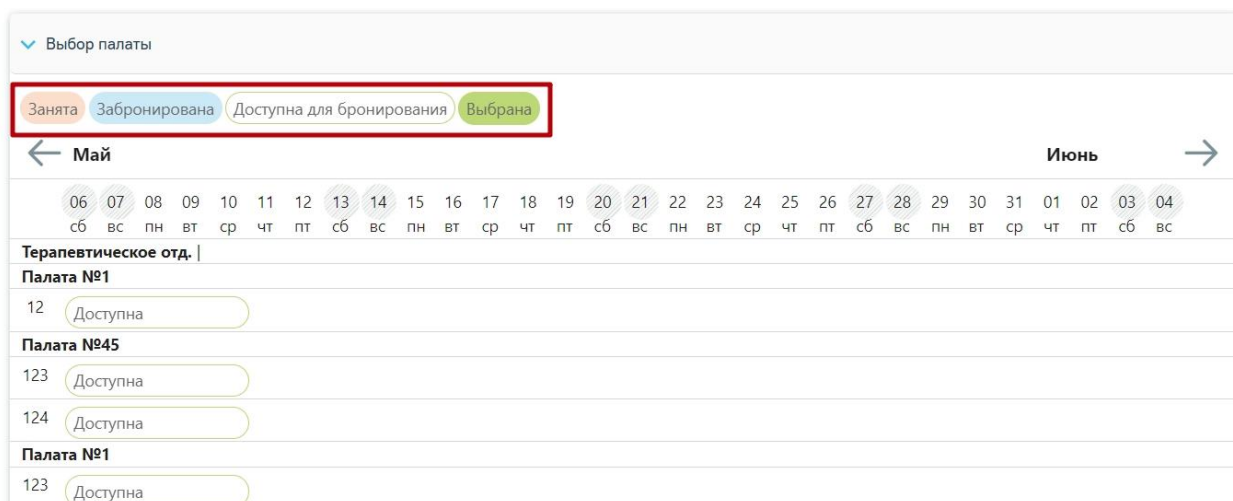 Выбор палаты
Занята Забронирована Доступна для бронирования Выбрана
Май Июнь
06 07 08 09 10 11 12 13 14 15 16 17 18 19 20 21 22 23 24 25 26 27 28 29 30 31 01 02 03 04
сб вс пн вт ср чт пт сб вс пн вт ср чт пт сб вс пн вт ср чт пт сб вс пн вт ср чт пт сб вс
Терапевтическое отд. |
Палата №1
12 Доступна
Палата №45
123 Доступна
124 Доступна
Палата №1
123 Доступна